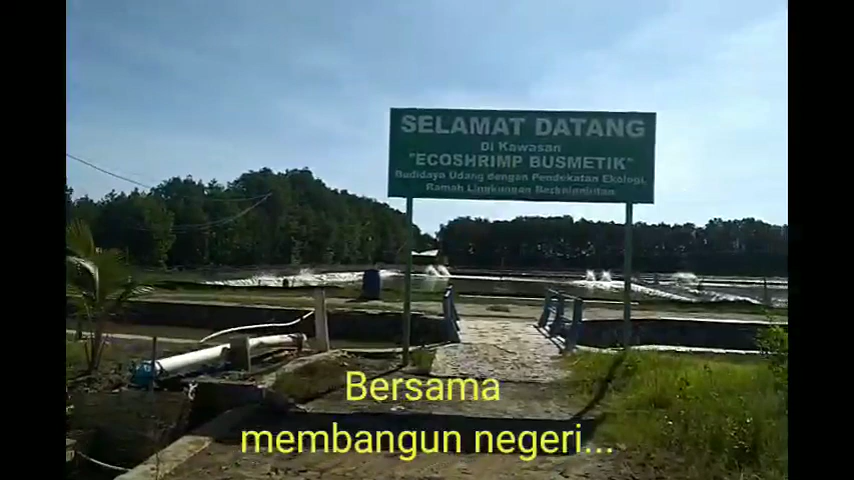 SELAMAT DATANG
Di Kawasan
"ECOSHRIMP BUSMETIK"
Budidaya Udang dengan Pendekatan Ekologi
Ramah Lingkungan Berkelanjutan
Bersama
membangun negeri...